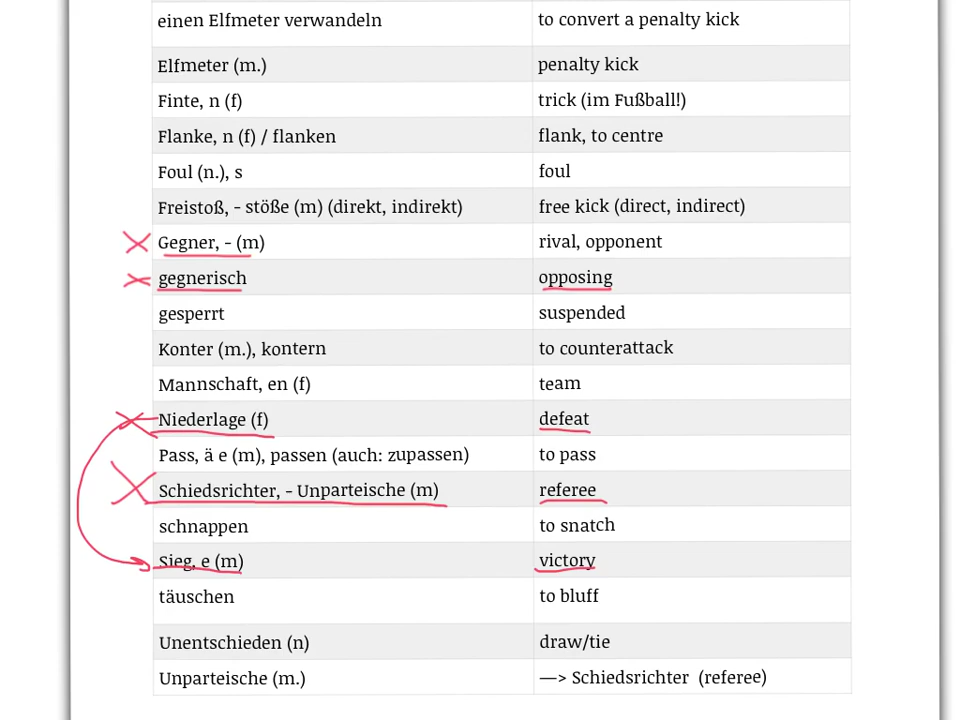 einen Elfmeter verwandeln to convert a penalty kick
Elfmeter (m.) penalty kick
Finte, n (f) trick (im Fußball!)
Flanke, n (f) / flanken flank, to centre
Foul (n.), s foul
Freistoß, - stöße (m) (direkt, indirekt) free kick (direct, indirect)
Gegner, - (m) rival, opponent
gegnerisch opposing
gesperrt suspended
Konter (m.), kontern to counterattack
Mannschaft, en (f) team
Niederlage (f) defeat
Pass, ä e (m), passen (auch: zupassen) to pass
Schiedsrichter, - Unparteische (m) referee
schnappen to snatch
Sieg, e (m) victory
täuschen to bluff
Unentschieden (n) draw/tie
Unparteische (m.) —> Schiedsrichter (referee)